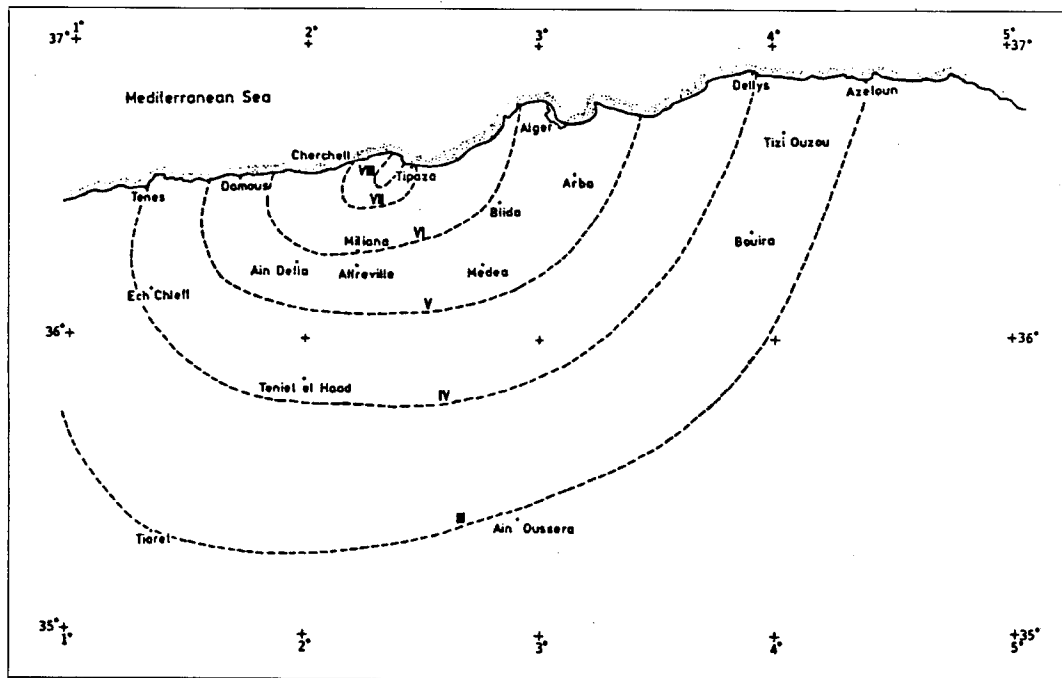 1° 2° 3° 4° 5°
37° 37°
Dellys Azeloun
Mediterranean Sea
Alger
Tizi Ouzou
Cherchell
VIII Tipaza
Arba
Damous
Tenes
VII
Blida
VI
Miliana
Bouira
Ain Defla Affreville Medea
Ech Chleff
V
36° 36°
Teniel el Haad
IV
III
Ain Oussera
Tiaret
35° 35°
1° 2° 3° 4° 5°